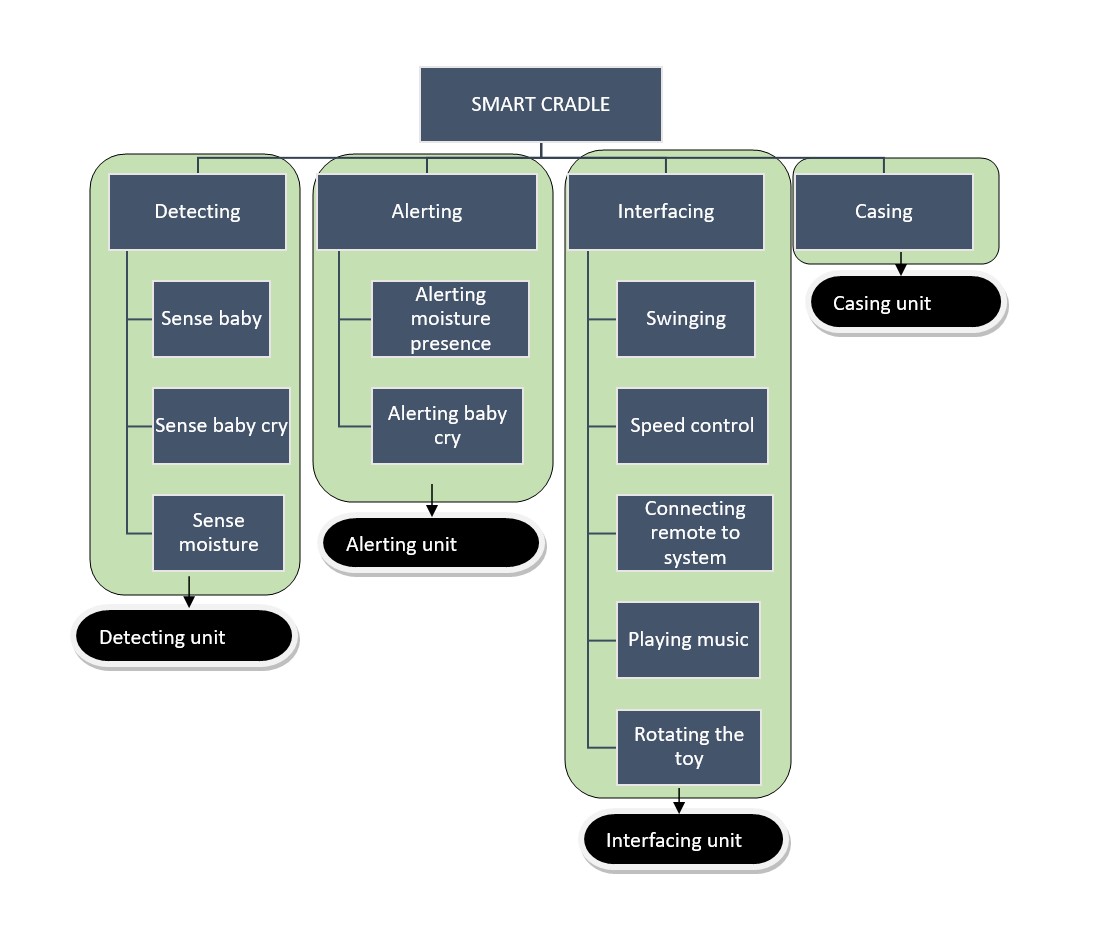 SMART CRADLE
Detecting
Sense baby
Sense baby cry
Sense
moisture
Detecting unit
Alerting
Alerting
moisture
presence
Alerting baby
cry
Alerting unit
Interfacing
Swinging
Speed control
Connecting
remote to
system
Playing music
Rotating the
toy
Interfacing unit
Casing
Casing unit